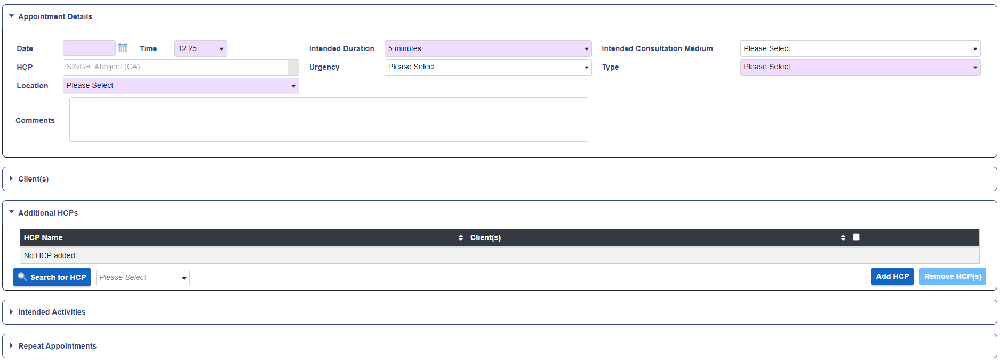 Appointment Details
Date Time 12:25 Intended Duration 5 minutes Intended Consultation Medium Please Select
HCP SINGH, Abhijeet (CA) Urgency Please Select Type Please Select
Location Please Select
Comments
Client(s)
Additional HCPs
HCP Name Client(s)
No HCP added.
Search for HCP Please Select Add HCP Remove HCP(s)
Intended Activities
Repeat Appointments